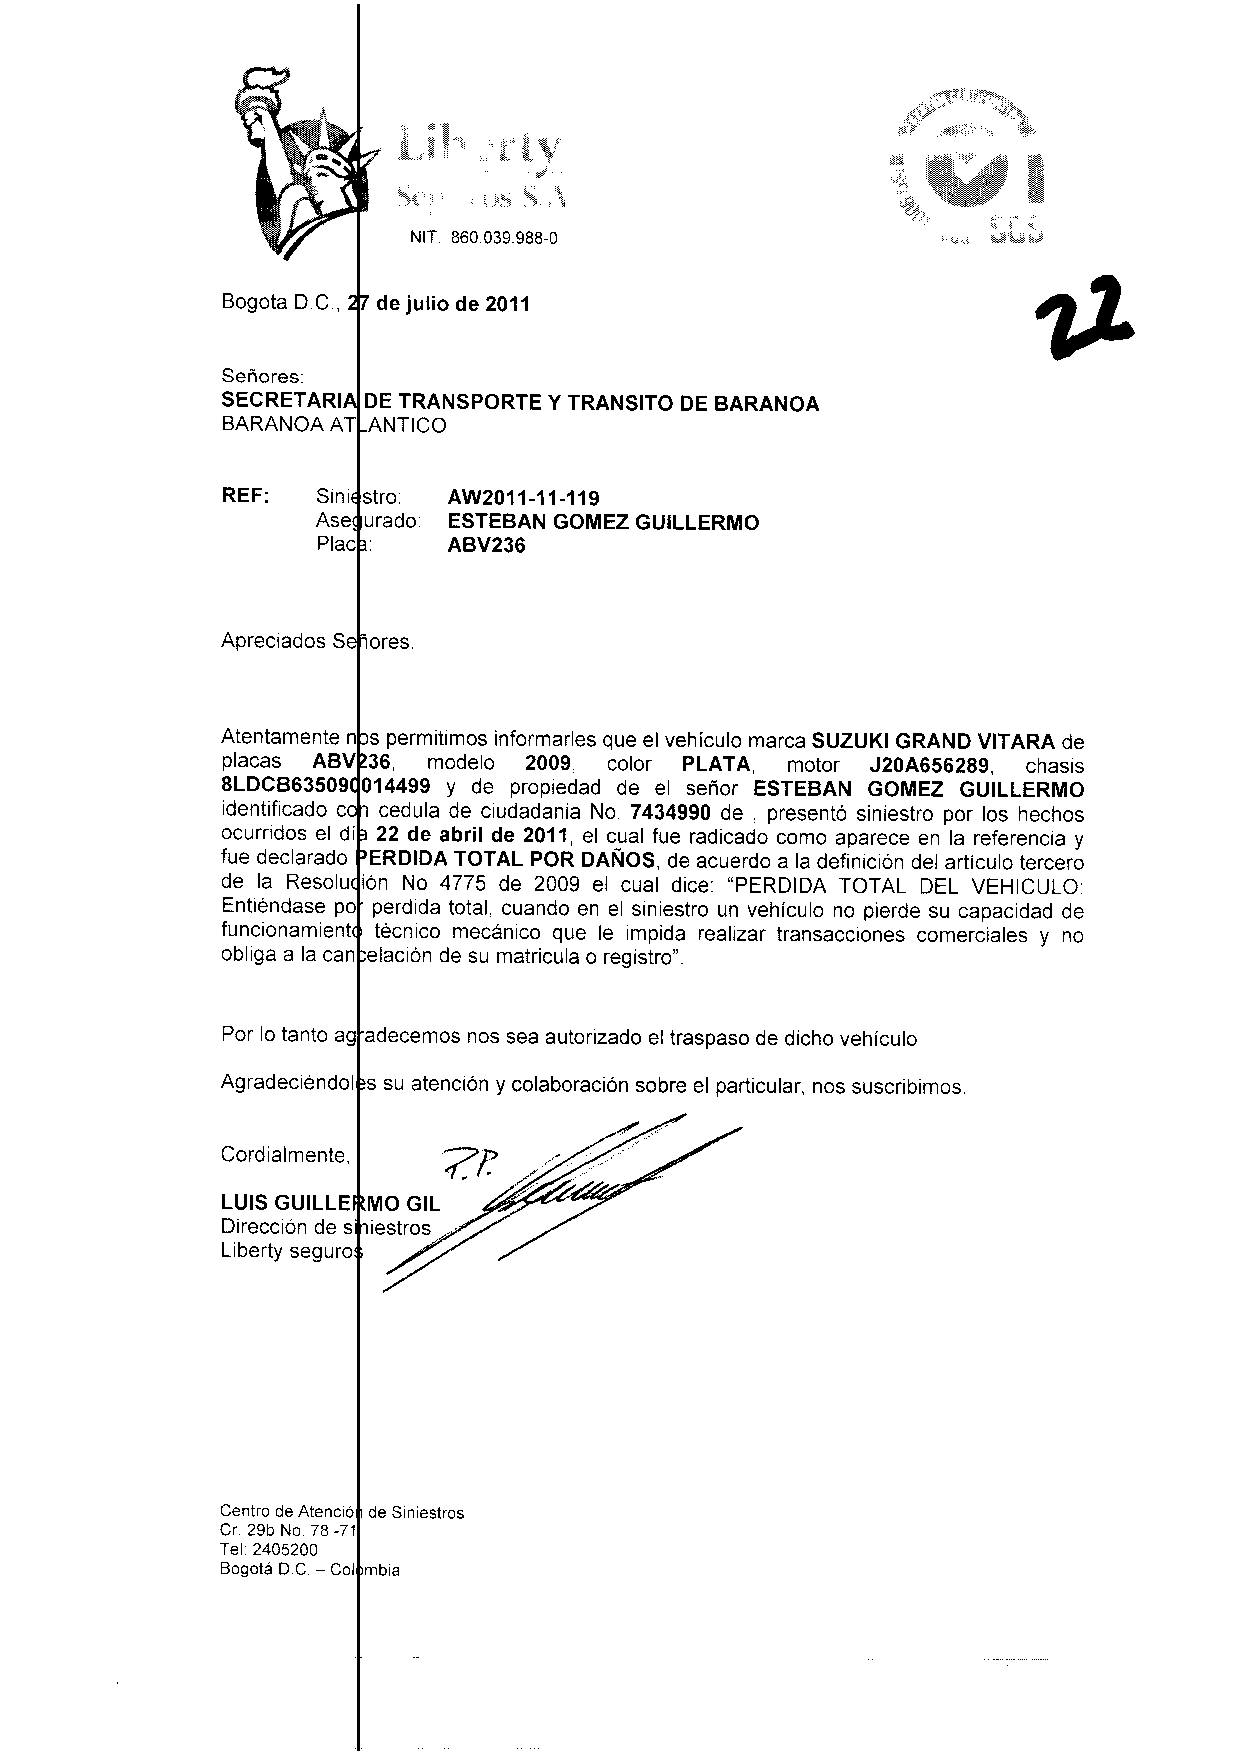 Liberty
Seguros S.A
NIT. 860.039.988-0
SGS
Bogota D.C., 27 de julio de 2011
22
Señores:
SECRETARIA DE TRANSPORTE Y TRANSITO DE BARANOA
BARANOA ATLANTICO
REF: Siniestro: AW2011-11-119
Asegurado: ESTEBAN GOMEZ GUILLERMO
Placa: ABV236
Apreciados Señores.
Atentamente nos permitimos informarles que el vehículo marca SUZUKI GRAND VITARA de
placas ABV236, modelo 2009, color PLATA, motor J20A656289, chasis
8LDCB635090014499 y de propiedad de el señor ESTEBAN GOMEZ GUILLERMO
identificado con cedula de ciudadania No. 7434990 de , presentó siniestro por los hechos
ocurridos el día 22 de abril de 2011, el cual fue radicado como aparece en la referencia y
fue declarado PERDIDA TOTAL POR DAÑOS, de acuerdo a la definición del articulo tercero
de la Resolución No 4775 de 2009 el cual dice: “PERDIDA TOTAL DEL VEHICULO:
Entiéndase por perdida total, cuando en el siniestro un vehículo no pierde su capacidad de
funcionamiento técnico mecánico que le impida realizar transacciones comerciales y no
obliga a la cancelación de su matricula o registro”.
Por lo tanto agradecemos nos sea autorizado el traspaso de dicho vehículo
Agradeciéndoles su atención y colaboración sobre el particular, nos suscribimos.
Cordialmente,
P.P.
LUIS GUILLERMO GIL
Dirección de siniestros
Liberty seguros
Centro de Atención de Siniestros
Cr. 29b No. 78 -71
Tel: 2405200
Bogotá D.C. – Colombia